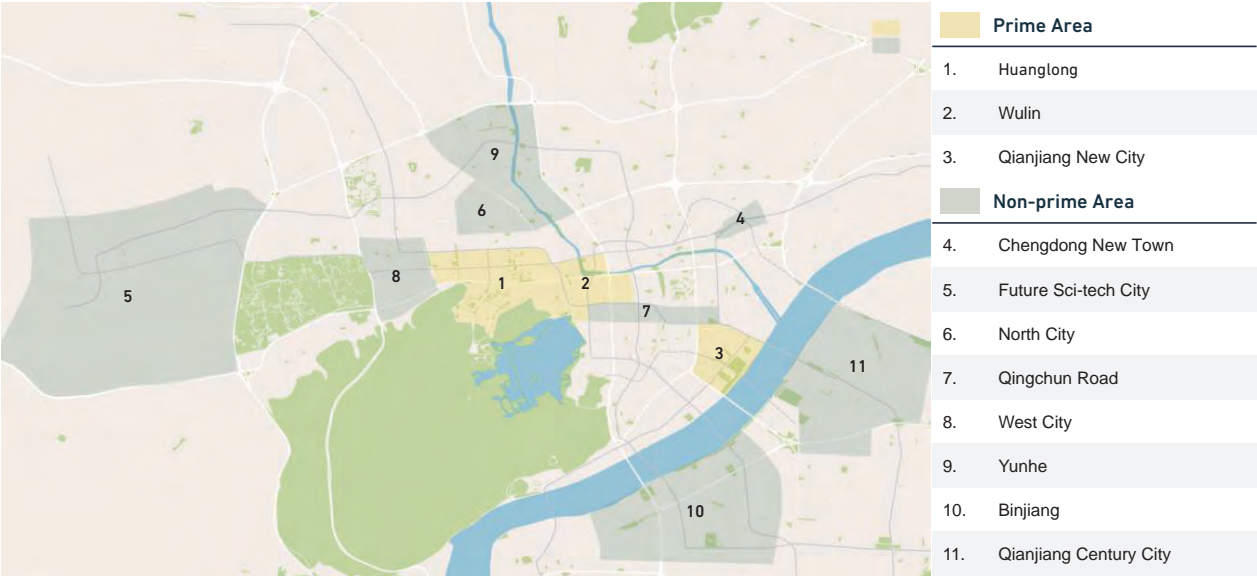 9
6
4
8
1
2
5
7
3
11
10
Prime Area
1. Huanglong
2. Wulin
3. Qianjiang New City
Non-prime Area
4. Chengdong New Town
5. Future Sci-tech City
6. North City
7. Qingchun Road
8. West City
9. Yunhe
10. Binjiang
11. Qianjiang Century City